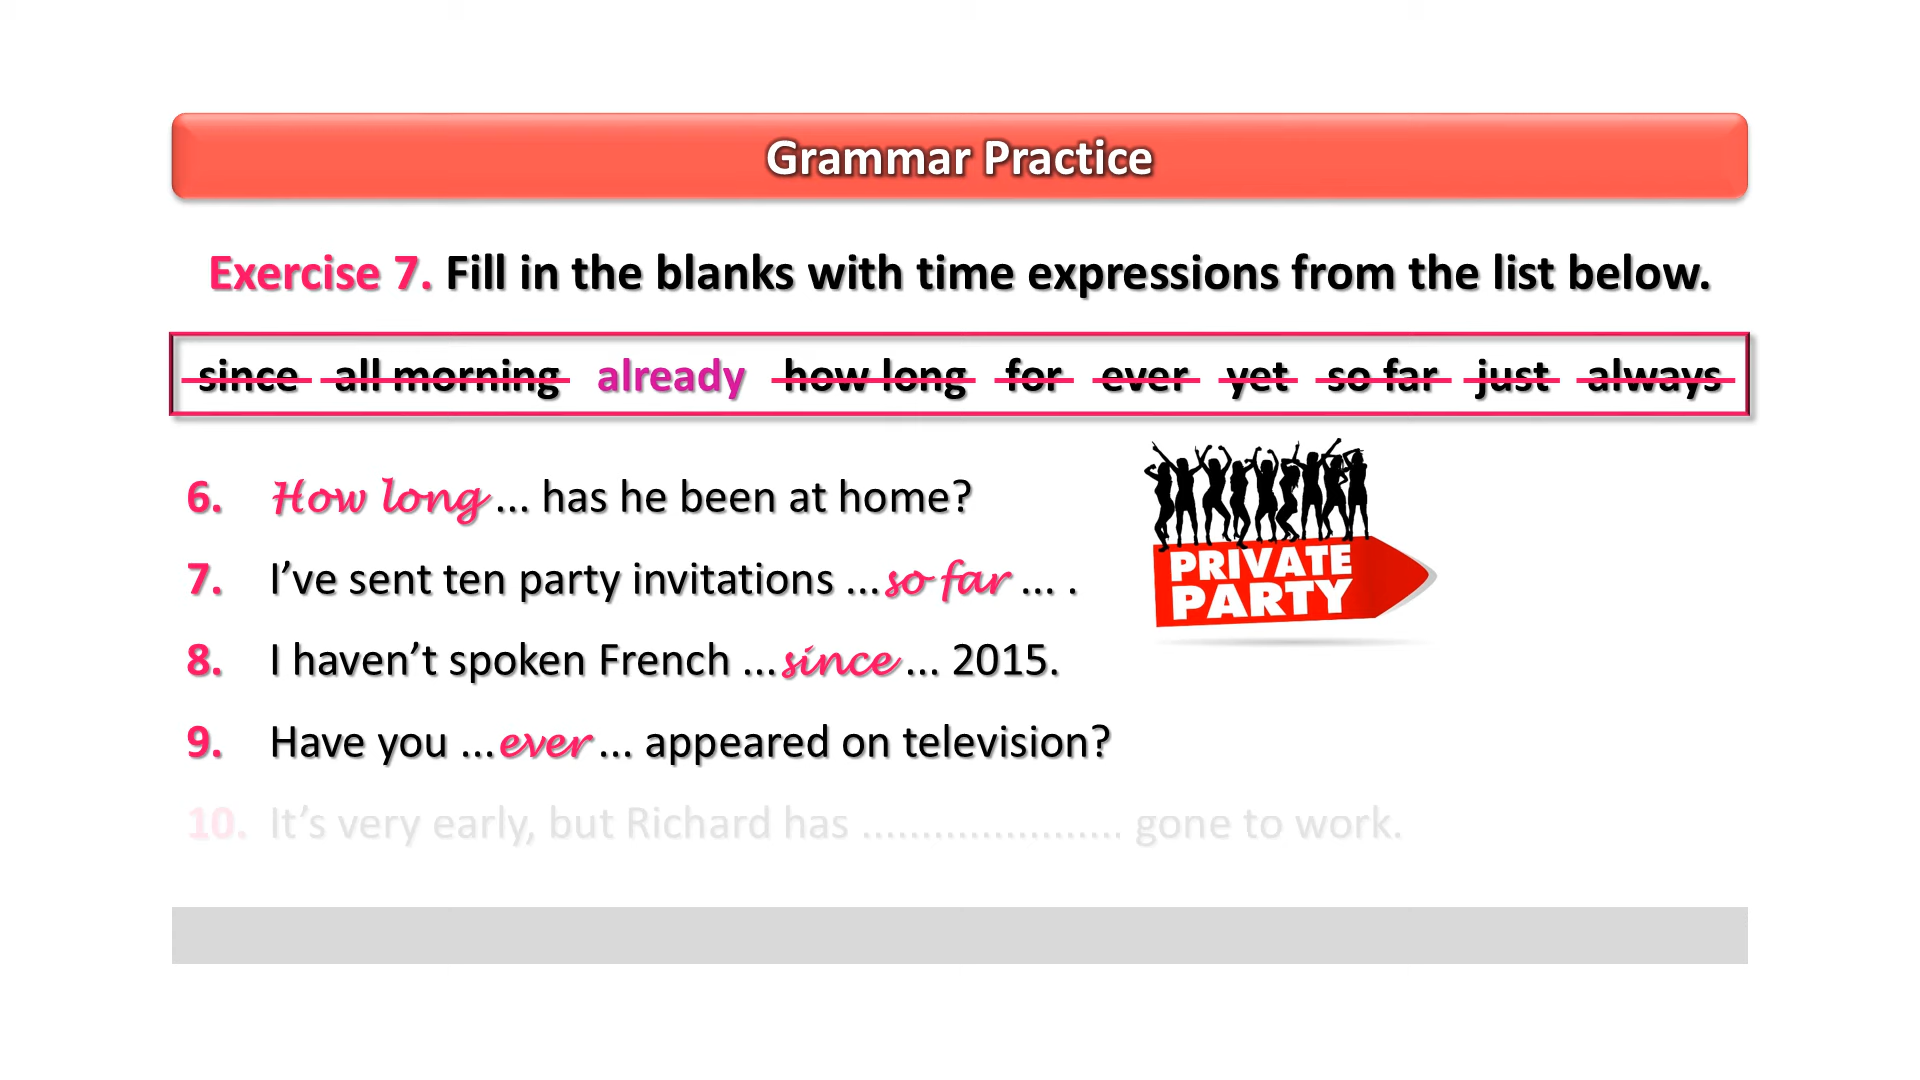 Grammar Practice
Exercise 7. Fill in the blanks with time expressions from the list below.
since all morning already how long for ever yet so far just always
6. How long ... has he been at home?
7. I’ve sent ten party invitations ... so far ... .
8. I haven’t spoken French ... since ... 2015.
9. Have you ... ever ... appeared on television?
10. It’s very early, but Richard has ...................... gone to work.
PRIVATE
PARTY